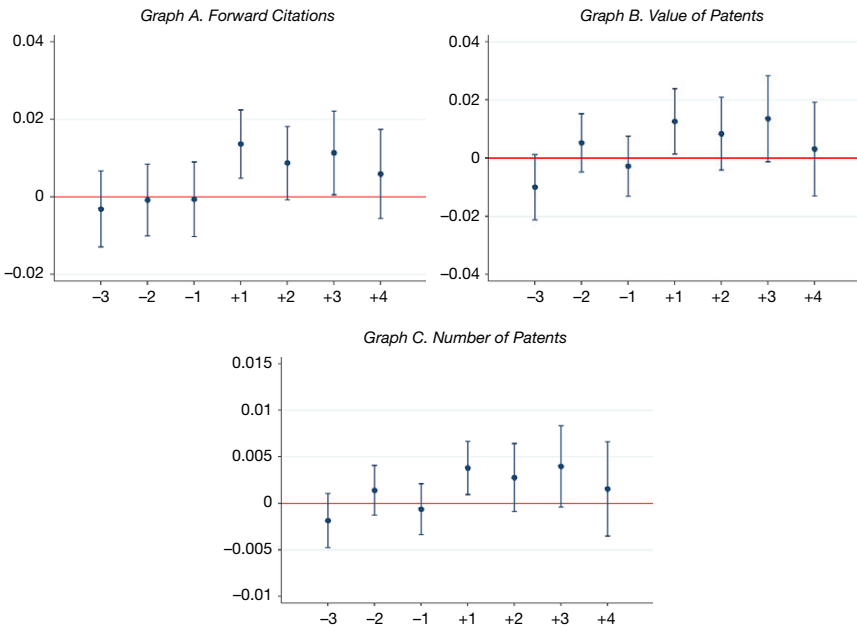 Graph A. Forward Citations
0.04
0.02
0
−0.02
−3 −2 −1 +1 +2 +3 +4
Graph B. Value of Patents
0.04
0.02
0
−0.02
−0.04
−3 −2 −1 +1 +2 +3 +4
Graph C. Number of Patents
0.015
0.01
0.005
0
−0.005
−0.01
−3 −2 −1 +1 +2 +3 +4